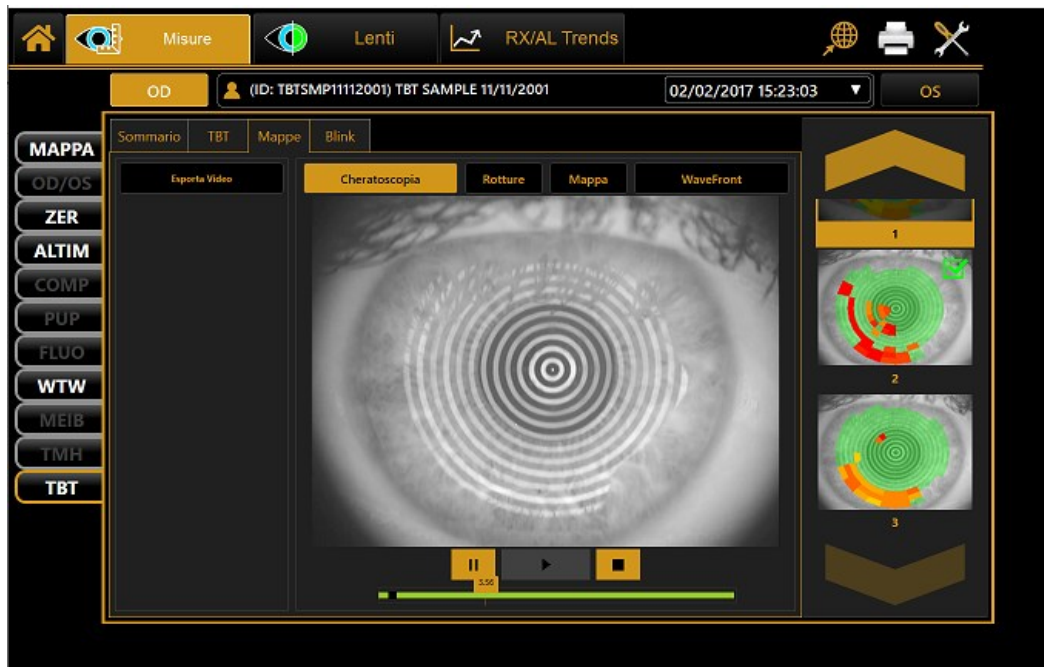 Misure
Lenti
RX/AL Trends
OD
(ID: TBTSMP11112001) TBT SAMPLE 11/11/2001
02/02/2017 15:23:03
OS
Sommario
TBT
Mappe
Blink
MAPPA
OD/OS
ZER
ALTIM
COMP
PUP
FLUO
WTW
MEIB
TMH
TBT
Esporta Video
Cheratoscopia
Rotture
Mappa
WaveFront
1
2
3
3.56